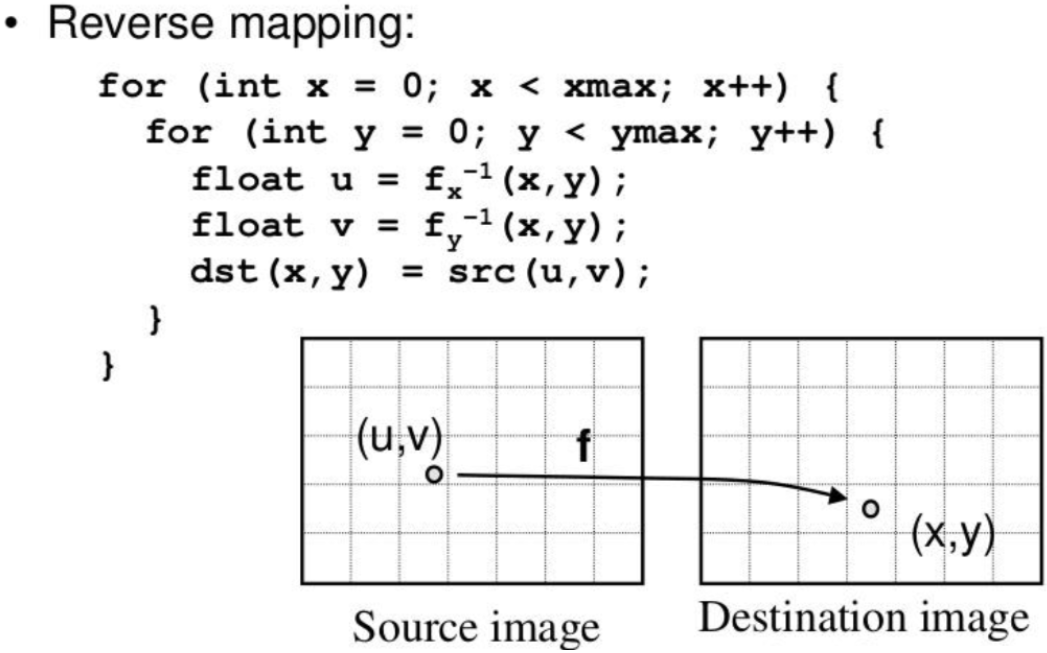 • Reverse mapping:
for (int x = 0; x < xmax; x++) {
for (int y = 0; y < ymax; y++) {
float u = fₓ⁻¹(x,y);
float v = f_y⁻¹(x,y);
dst(x,y) = src(u,v);
}
}
(u,v)
f
(x,y)
Source image
Destination image